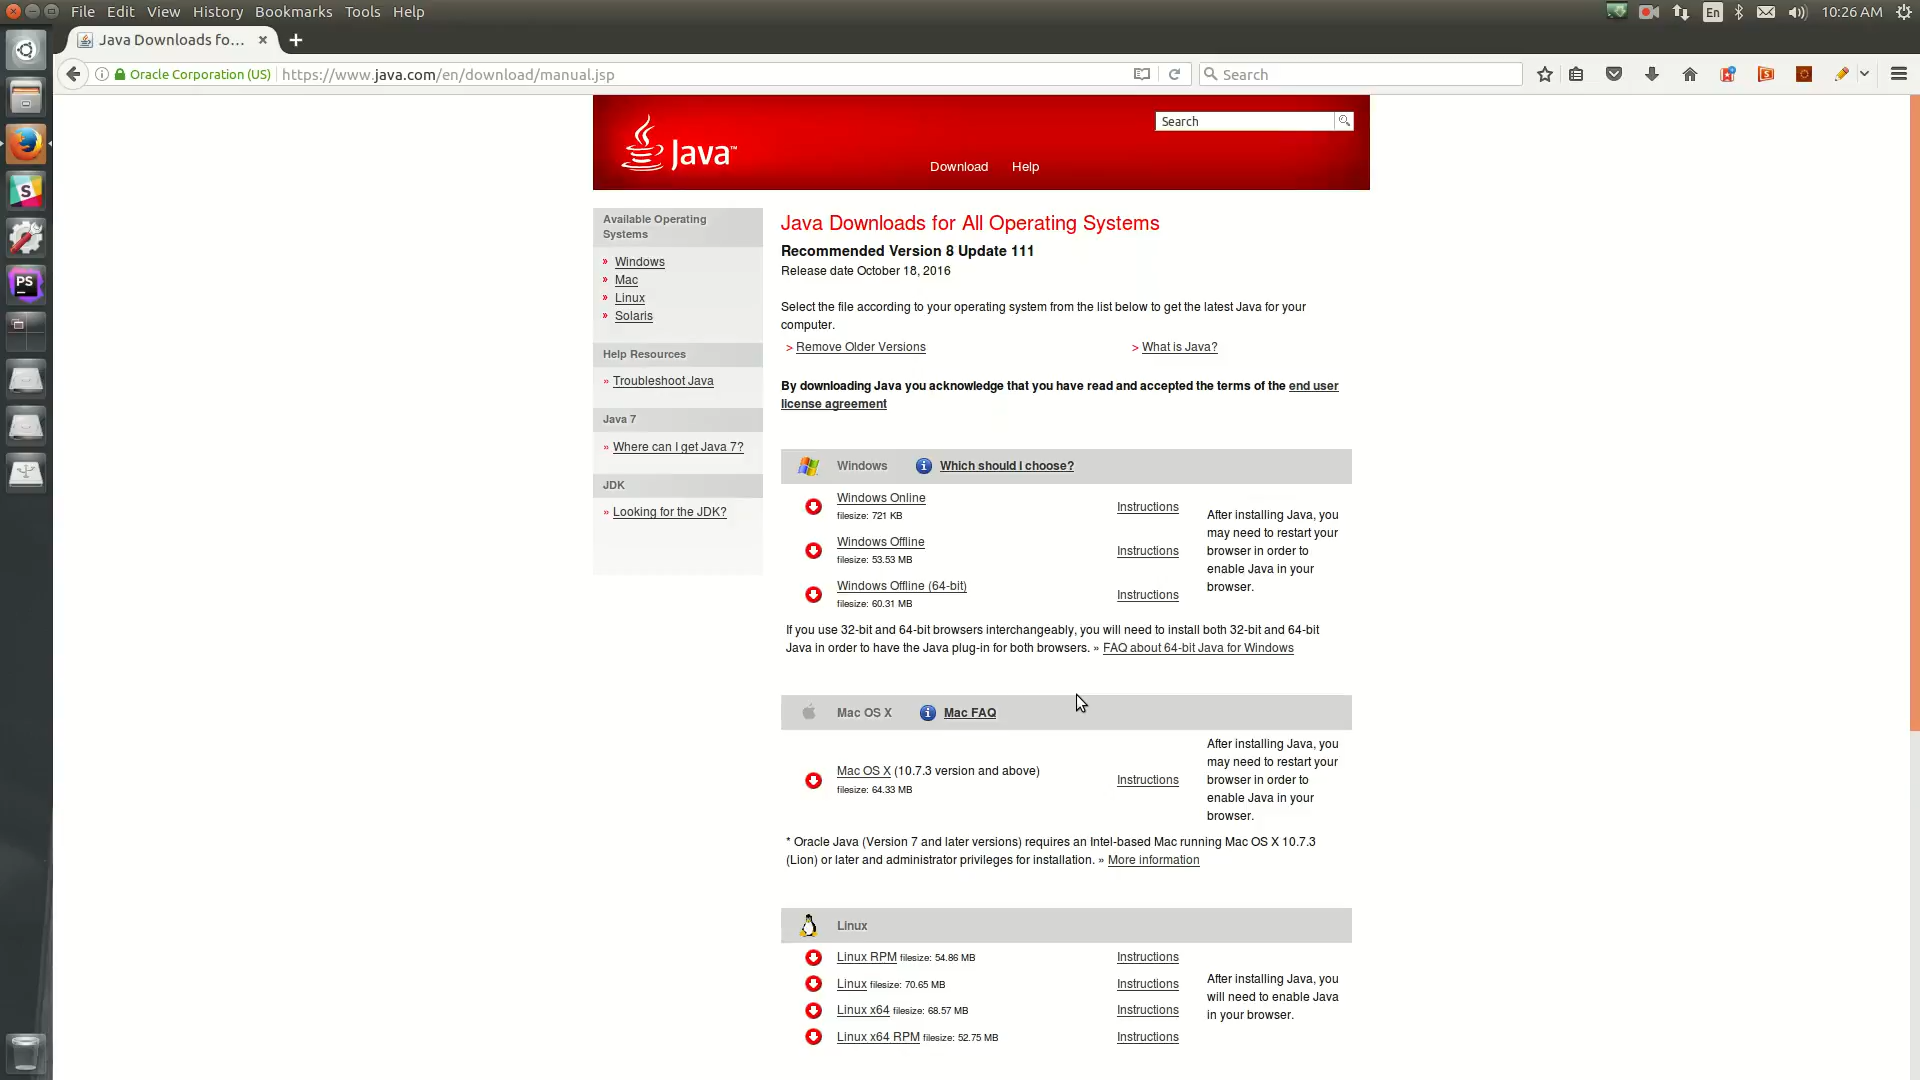 File Edit View History Bookmarks Tools Help
En
10:26 AM
Java Downloads fo...
Oracle Corporation (US)
https://www.java.com/en/download/manual.jsp
Search
S
PS
Java™
Search
Download
Help
Available Operating
Systems
» Windows
» Mac
» Linux
» Solaris
Help Resources
» Troubleshoot Java
Java 7
» Where can I get Java 7?
JDK
» Looking for the JDK?
Java Downloads for All Operating Systems
Recommended Version 8 Update 111
Release date October 18, 2016
Select the file according to your operating system from the list below to get the latest Java for your
computer.
> Remove Older Versions
> What is Java?
By downloading Java you acknowledge that you have read and accepted the terms of the end user
license agreement
Windows
Which should I choose?
Windows Online
filesize: 721 KB
Instructions
Windows Offline
filesize: 53.53 MB
Instructions
Windows Offline (64-bit)
filesize: 60.31 MB
Instructions
After installing Java, you
may need to restart your
browser in order to
enable Java in your
browser.
If you use 32-bit and 64-bit browsers interchangeably, you will need to install both 32-bit and 64-bit
Java in order to have the Java plug-in for both browsers. » FAQ about 64-bit Java for Windows
Mac OS X
Mac FAQ
Mac OS X (10.7.3 version and above)
filesize: 64.33 MB
Instructions
After installing Java, you
may need to restart your
browser in order to
enable Java in your
browser.
* Oracle Java (Version 7 and later versions) requires an Intel-based Mac running Mac OS X 10.7.3
(Lion) or later and administrator privileges for installation. » More information
Linux
Linux RPM filesize: 54.86 MB
Instructions
Linux filesize: 70.65 MB
Instructions
Linux x64 filesize: 68.57 MB
Instructions
Linux x64 RPM filesize: 52.75 MB
Instructions
After installing Java, you
will need to enable Java
in your browser.